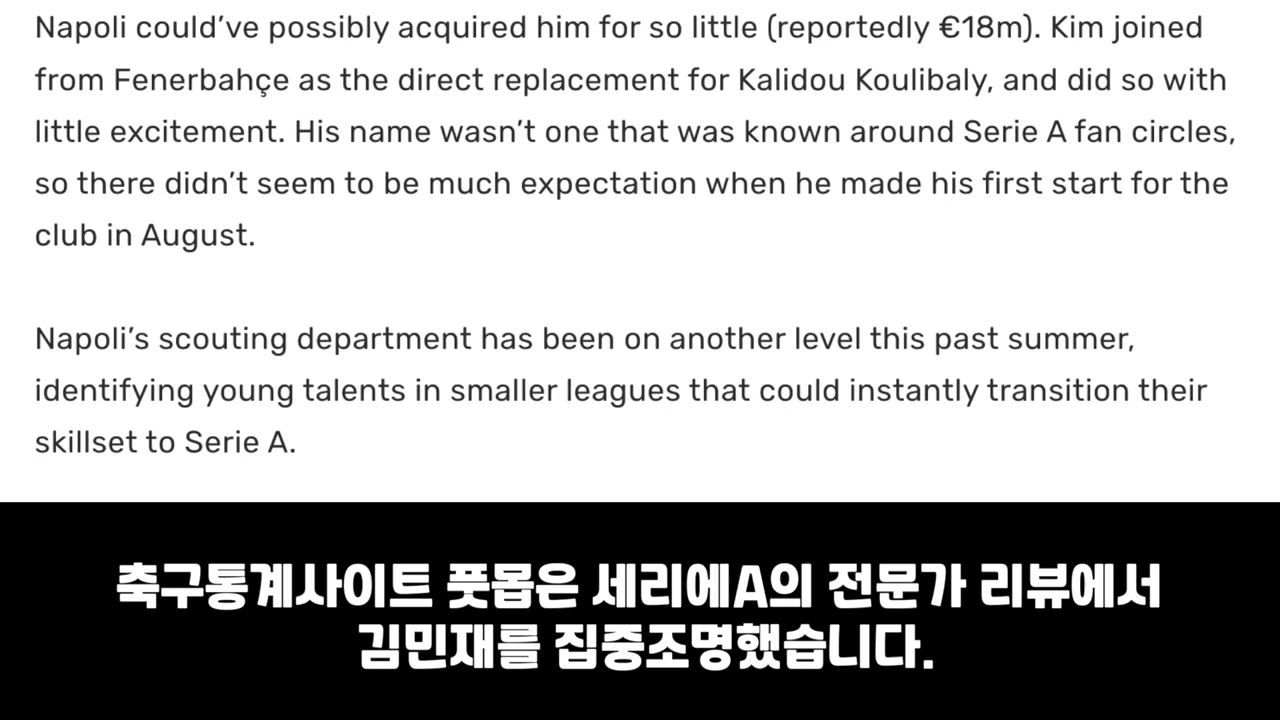 Napoli could’ve possibly acquired him for so little (reportedly €18m). Kim joined
from Fenerbahçe as the direct replacement for Kalidou Koulibaly, and did so with
little excitement. His name wasn’t one that was known around Serie A fan circles,
so there didn’t seem to be much expectation when he made his first start for the
club in August.
Napoli’s scouting department has been on another level this past summer,
identifying young talents in smaller leagues that could instantly transition their
skillset to Serie A.
축구통계사이트 풋몹은 세리에A의 전문가 리뷰에서
김민재를 집중조명했습니다.